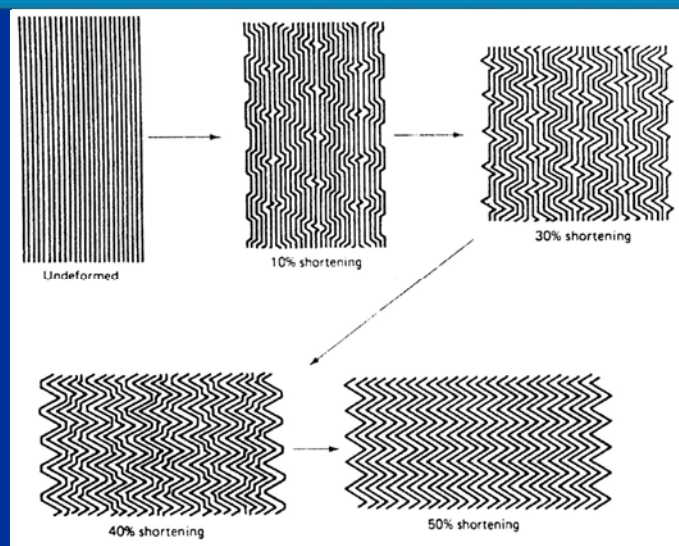 Undeformed
10% shortening
30% shortening
40% shortening
50% shortening